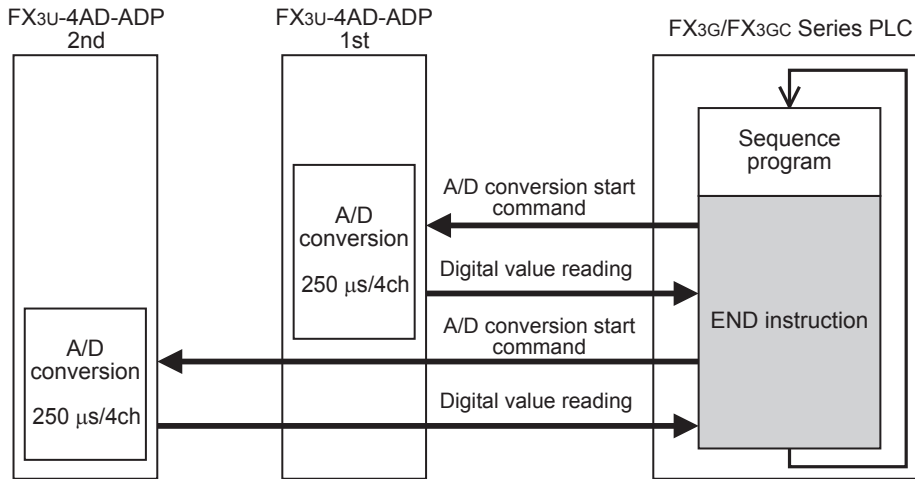 FX3U-4AD-ADP
2nd
FX3U-4AD-ADP
1st
FX3G/FX3GC Series PLC
Sequence
program
A/D conversion start
command
A/D
conversion
250 μs/4ch
Digital value reading
END instruction
A/D conversion start
command
A/D
conversion
250 μs/4ch
Digital value reading